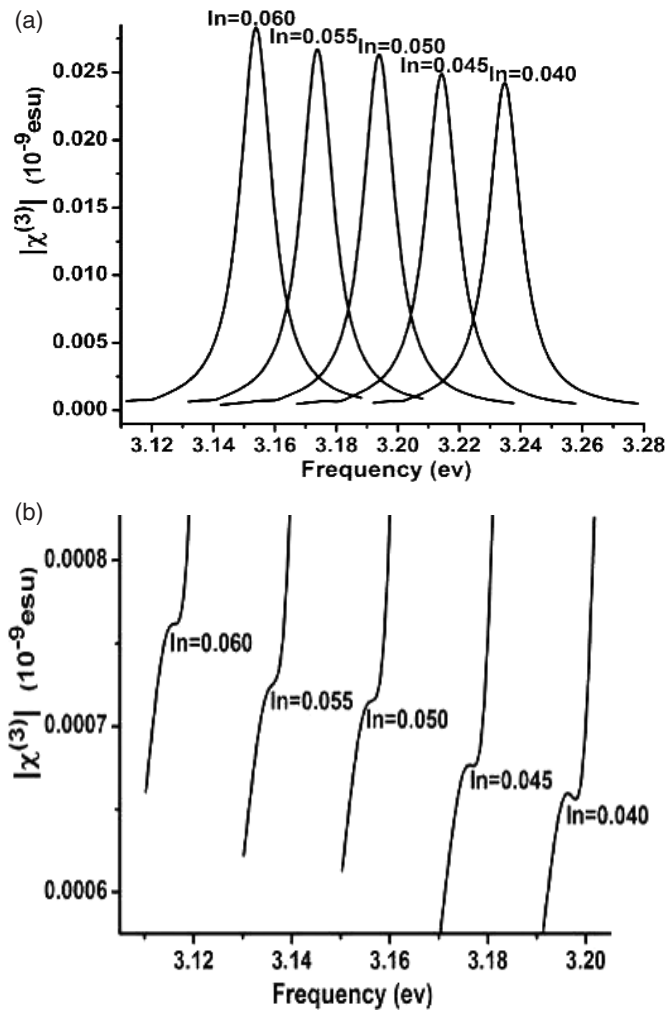 (a)
In=0.060
In=0.055
In=0.050
In=0.045
In=0.040
|χ(3)| (10-9esu)
0.025
0.020
0.015
0.010
0.005
0.000
3.12 3.14 3.16 3.18 3.20 3.22 3.24 3.26 3.28
Frequency (ev)
(b)
|χ(3)| (10-9esu)
0.0008
0.0007
0.0006
In=0.060
In=0.055
In=0.050
In=0.045
In=0.040
3.12 3.14 3.16 3.18 3.20
Frequency (ev)